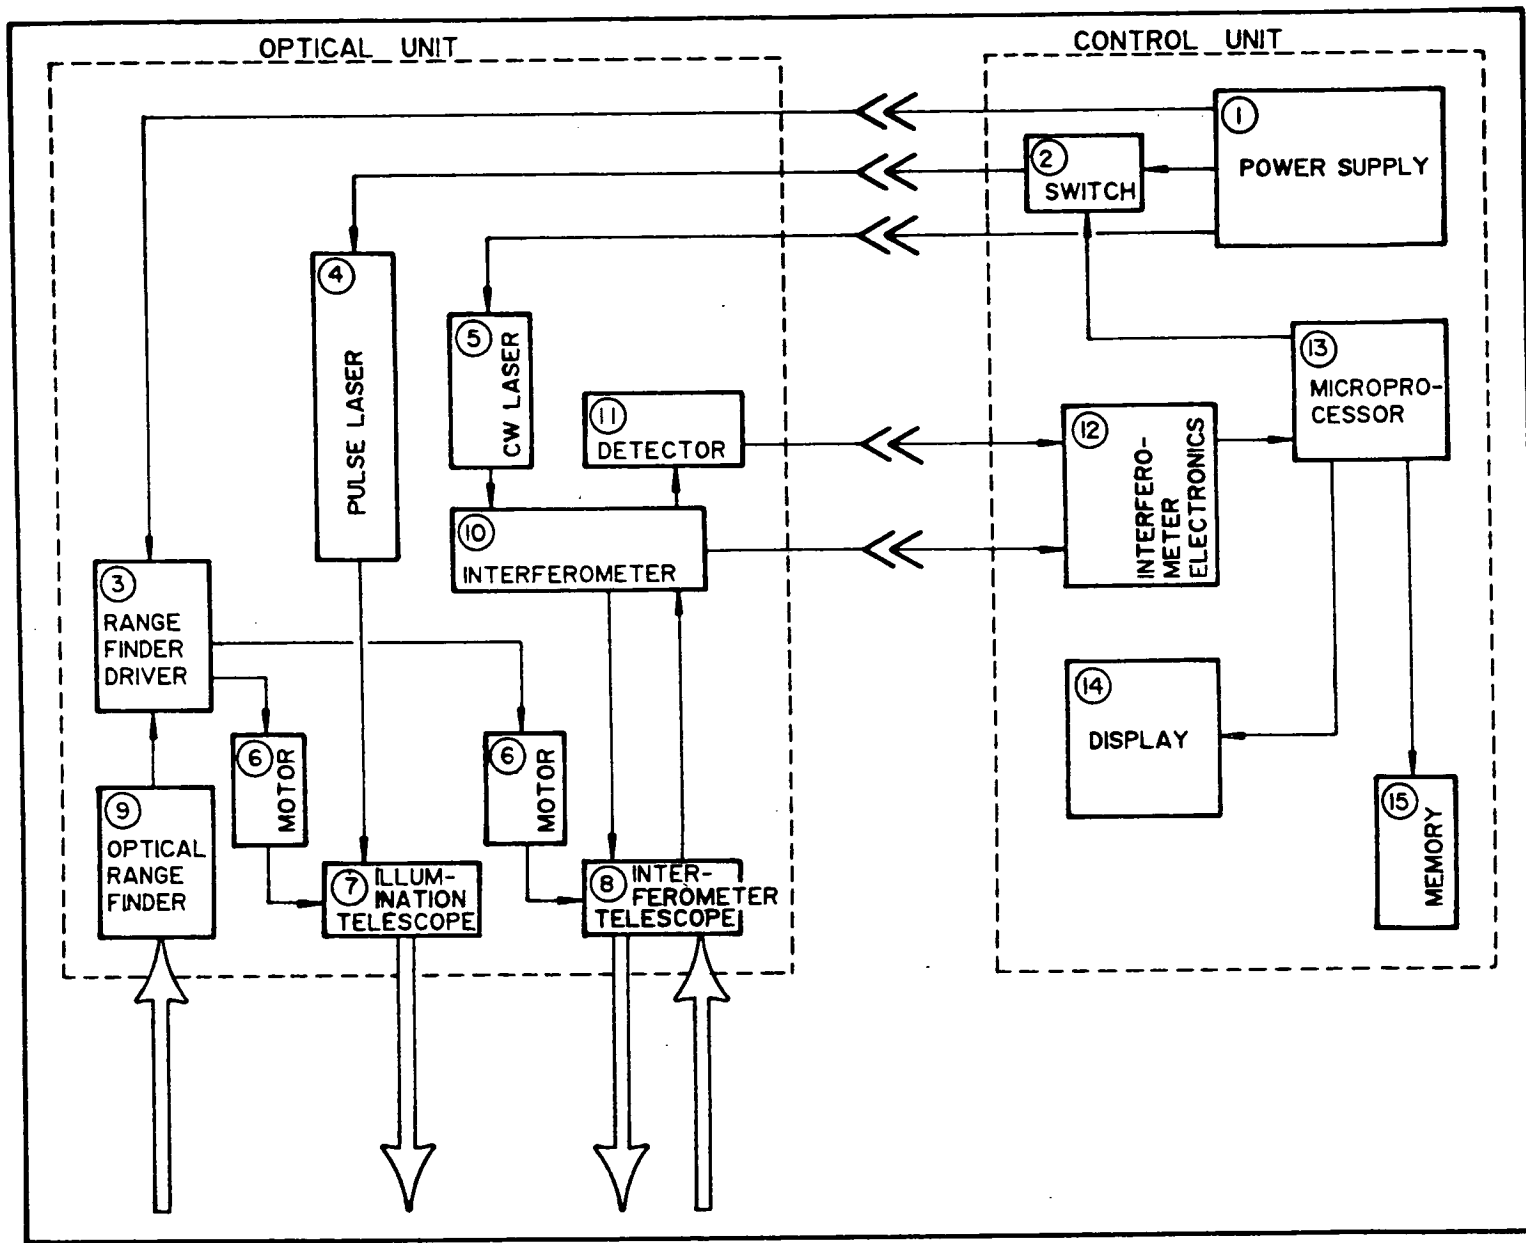 OPTICAL UNIT
CONTROL UNIT
1
POWER SUPPLY
2
SWITCH
4
PULSE LASER
5
CW LASER
13
MICROPRO-
CESSOR
11
DETECTOR
12
INTERFERO-
METER
ELECTRONICS
10
INTERFEROMETER
3
RANGE
FINDER
DRIVER
14
DISPLAY
6
MOTOR
6
MOTOR
9
OPTICAL
RANGE
FINDER
15
MEMORY
7
ILLUM-
INATION
TELESCOPE
8
INTER-
FEROMETER
TELESCOPE